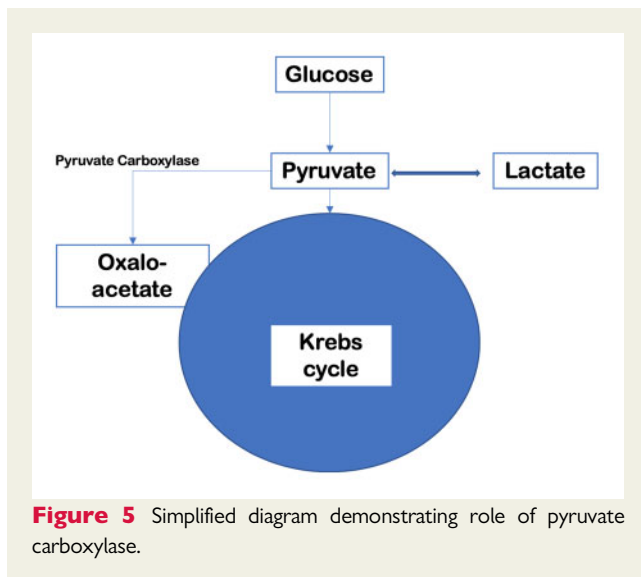 Glucose
Pyruvate Carboxylase
Pyruvate
Lactate
Oxalo-
acetate
Krebs
cycle
Figure 5 Simplified diagram demonstrating role of pyruvate
carboxylase.